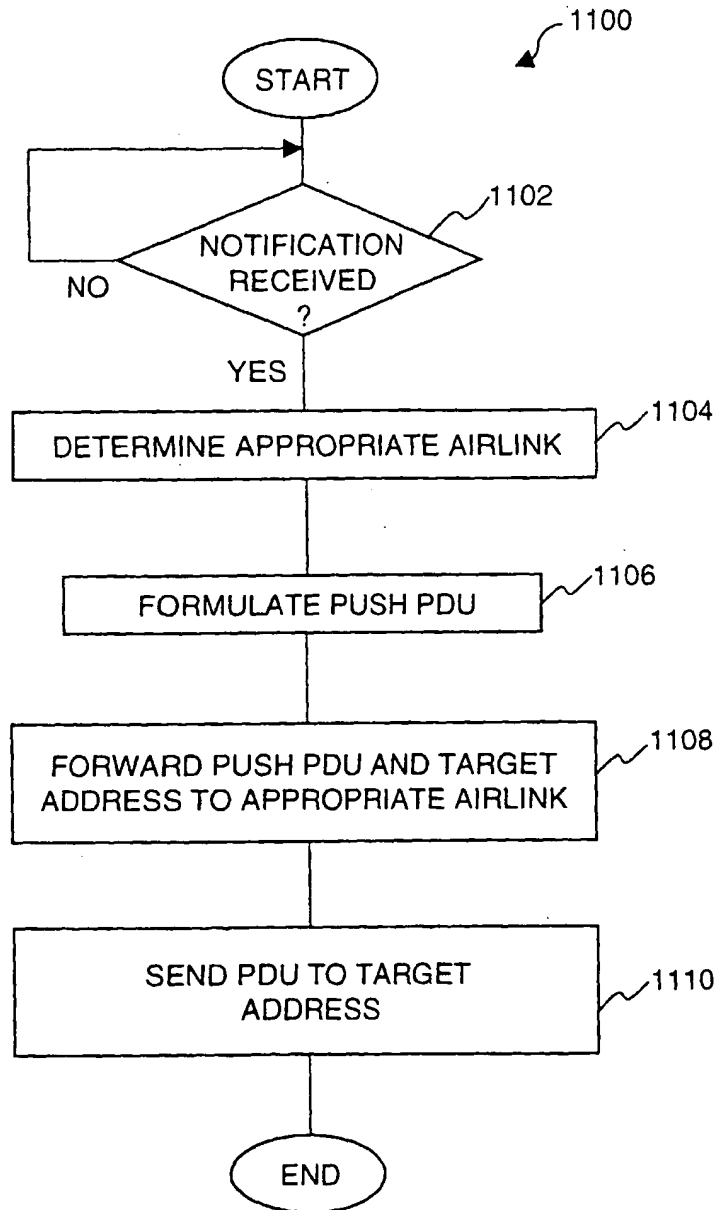 1100
START
1102
NOTIFICATION
RECEIVED
?
NO
YES
1104
DETERMINE APPROPRIATE AIRLINK
1106
FORMULATE PUSH PDU
1108
FORWARD PUSH PDU AND TARGET
ADDRESS TO APPROPRIATE AIRLINK
SEND PDU TO TARGET
ADDRESS
1110
END